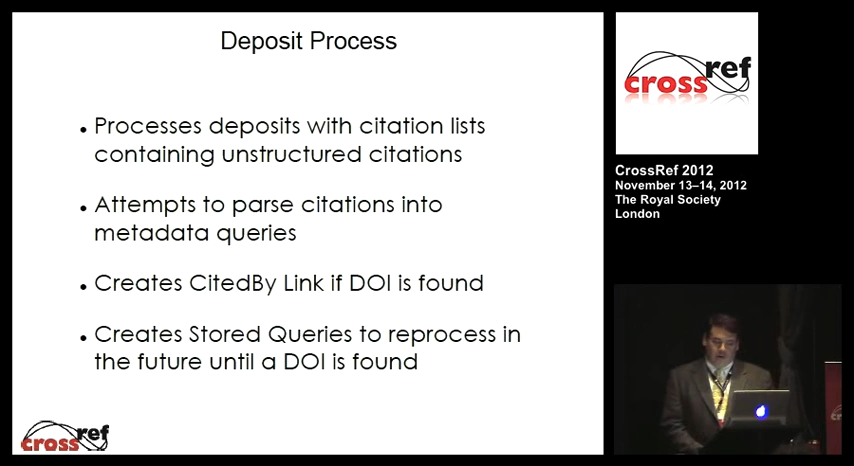 Deposit Process
• Processes deposits with citation lists
containing unstructured citations
• Attempts to parse citations into
metadata queries
• Creates CitedBy Link if DOI is found
• Creates Stored Queries to reprocess in
the future until a DOI is found
crossref
crossref
CrossRef 2012
November 13–14, 2012
The Royal Society
London